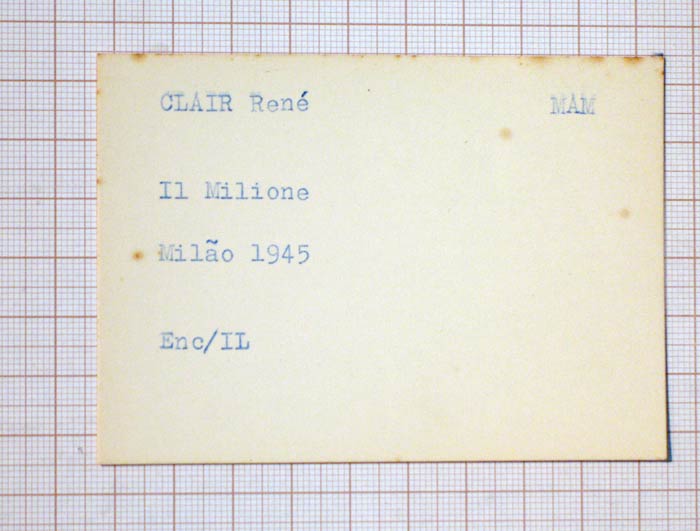 CLAIR René MAM
Il Milione
Milão 1945
Enc/IL